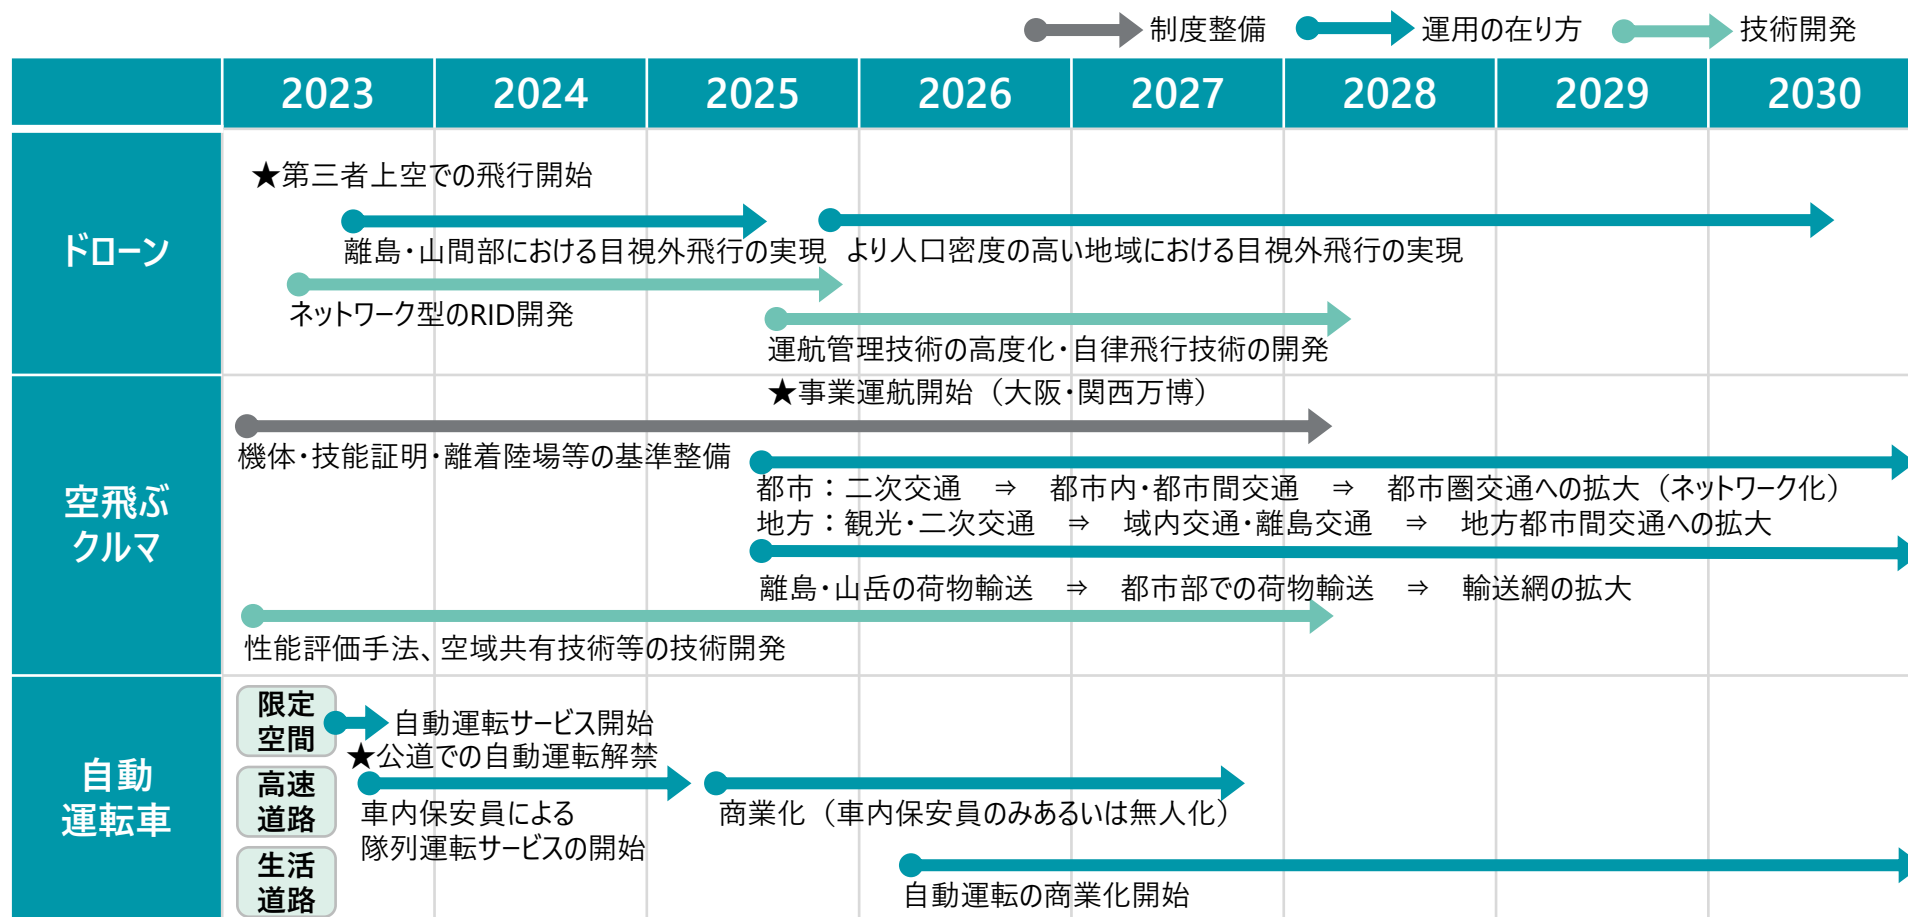 制度整備
運用の在り方
技術開発
2023
2024
2025
2026
2027
2028
2029
2030
ドローン
★第三者上空での飛行開始
離島・山間部における目視外飛行の実現
より人口密度の高い地域における目視外飛行の実現
ネットワーク型のRID開発
運航管理技術の高度化・自律飛行技術の開発
空飛ぶ
クルマ
★事業運航開始（大阪・関西万博）
機体・技能証明・離着陸場等の基準整備
都市：二次交通　⇒　都市内・都市間交通　⇒　都市圏交通への拡大（ネットワーク化）
地方：観光・二次交通　⇒　域内交通・離島交通　⇒　地方都市間交通への拡大
離島・山岳の荷物輸送　⇒　都市部での荷物輸送　⇒　輸送網の拡大
性能評価手法、空域共有技術等の技術開発
自動
運転車
限定
空間
自動運転サービス開始
★公道での自動運転解禁
高速
道路
車内保安員による
隊列運転サービスの開始
商業化（車内保安員のみあるいは無人化）
生活
道路
自動運転の商業化開始